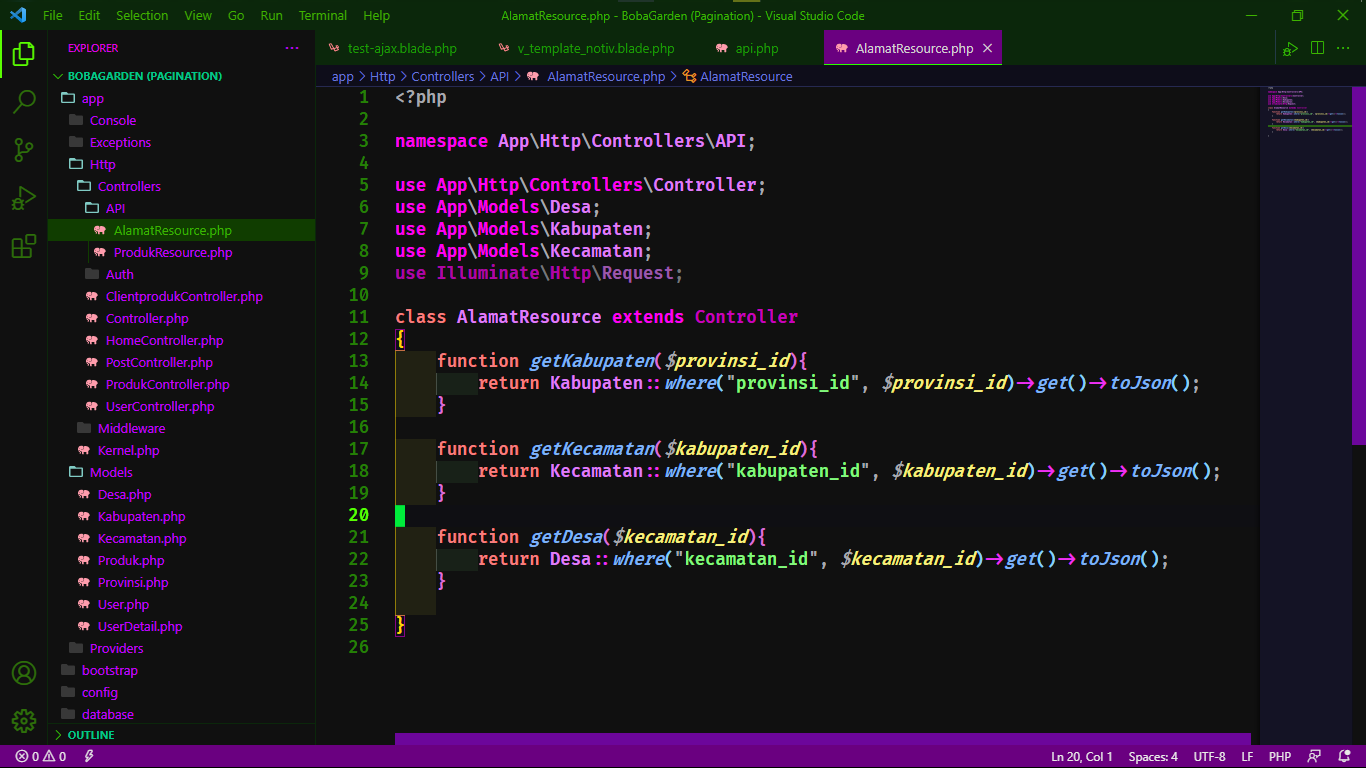 File Edit Selection View Go Run Terminal Help
AlamatResource.php - BobaGarden (Pagination) - Visual Studio Code
EXPLORER
BOBAGARDEN (PAGINATION)
app
Console
Exceptions
Http
Controllers
API
AlamatResource.php
ProdukResource.php
Auth
ClientprodukController.php
Controller.php
HomeController.php
PostController.php
ProdukController.php
UserController.php
Middleware
Kernel.php
Models
Desa.php
Kabupaten.php
Kecamatan.php
Produk.php
Provinsi.php
User.php
UserDetail.php
Providers
bootstrap
config
database
OUTLINE
test-ajax.blade.php v_template_notiv.blade.php api.php AlamatResource.php
app > Http > Controllers > API > AlamatResource.php > AlamatResource
1 <?php
2
3 namespace App\Http\Controllers\API;
4
5 use App\Http\Controllers\Controller;
6 use App\Models\Desa;
7 use App\Models\Kabupaten;
8 use App\Models\Kecamatan;
9 use Illuminate\Http\Request;
10
11 class AlamatResource extends Controller
12 {
13     function getKabupaten($provinsi_id){
14         return Kabupaten::where("provinsi_id", $provinsi_id)->get()->toJson();
15     }
16
17     function getKecamatan($kabupaten_id){
18         return Kecamatan::where("kabupaten_id", $kabupaten_id)->get()->toJson();
19     }
20
21     function getDesa($kecamatan_id){
22         return Desa::where("kecamatan_id", $kecamatan_id)->get()->toJson();
23     }
24
25 }
26
0 0
Ln 20, Col 1 Spaces: 4 UTF-8 LF PHP